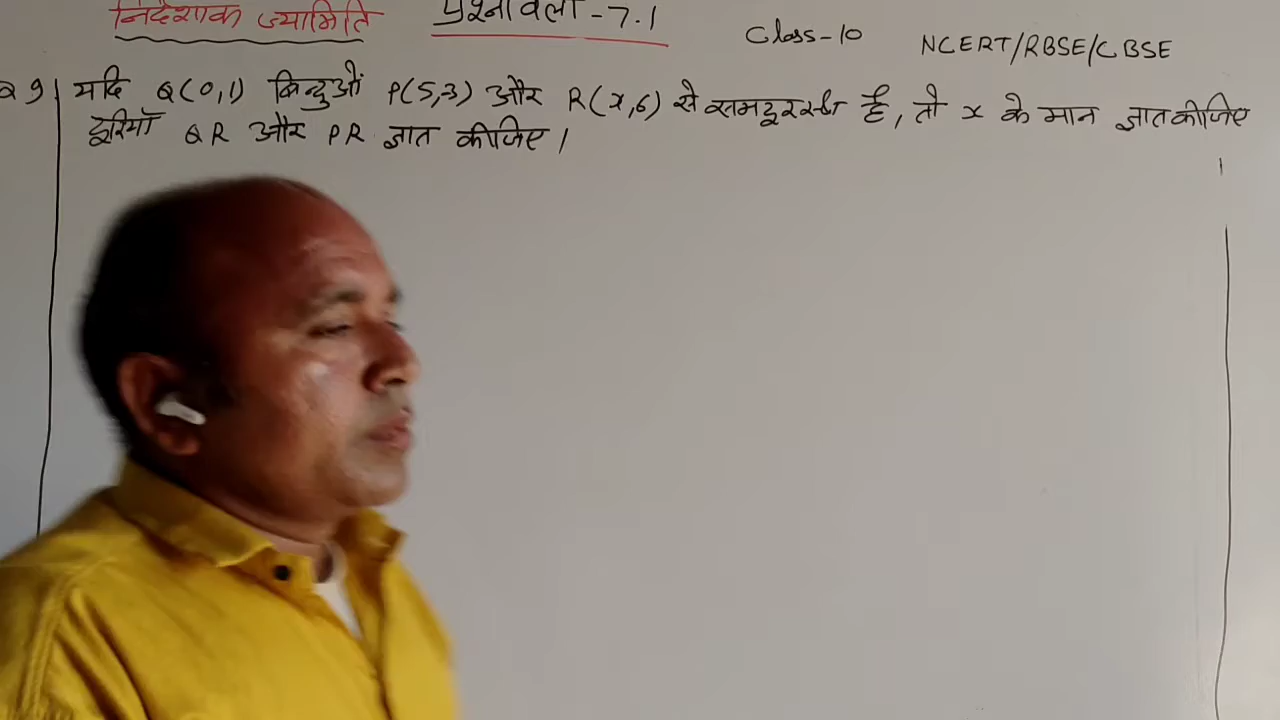 निर्देशांक ज्यामिति प्रश्नावली - 7.1 Class-10 NCERT/RBSE/CBSE
Q 9 यदि Q(0,1) बिन्दुओं P(5,-3) और R(x,6) से समदूरस्थ है, तो x के मान ज्ञात कीजिए ।
दूरियाँ QR और PR ज्ञात कीजिए ।